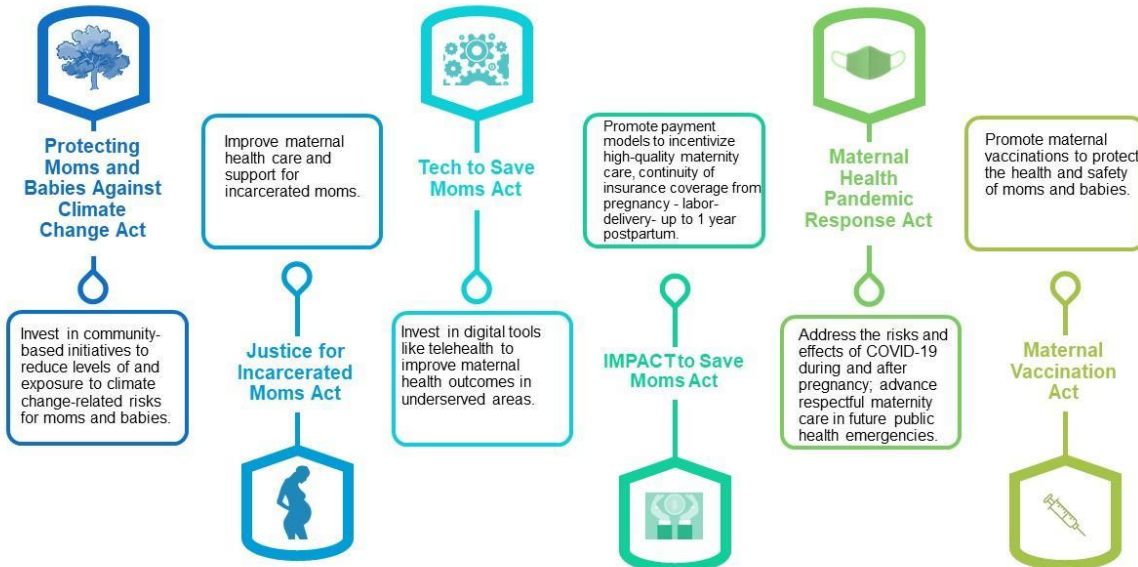 Protecting
Moms and
Babies Against
Climate
Change Act
Invest in community-
based initiatives to
reduce levels of and
exposure to climate
change-related risks
for moms and babies.
Improve maternal
health care and
support for
incarcerated moms.
Justice for
Incarcerated
Moms Act
Tech to Save
Moms Act
Invest in digital tools
like telehealth to
improve maternal
health outcomes in
underserved areas.
Promote payment
models to incentivize
high-quality maternity
care, continuity of
insurance coverage from
pregnancy - labor-
delivery- up to 1 year
postpartum.
IMPACT to Save
Moms Act
Maternal
Health
Pandemic
Response Act
Address the risks and
effects of COVID-19
during and after
pregnancy; advance
respectful maternity
care in future public
health emergencies.
Promote maternal
vaccinations to protect
the health and safety
of moms and babies.
Maternal
Vaccination
Act